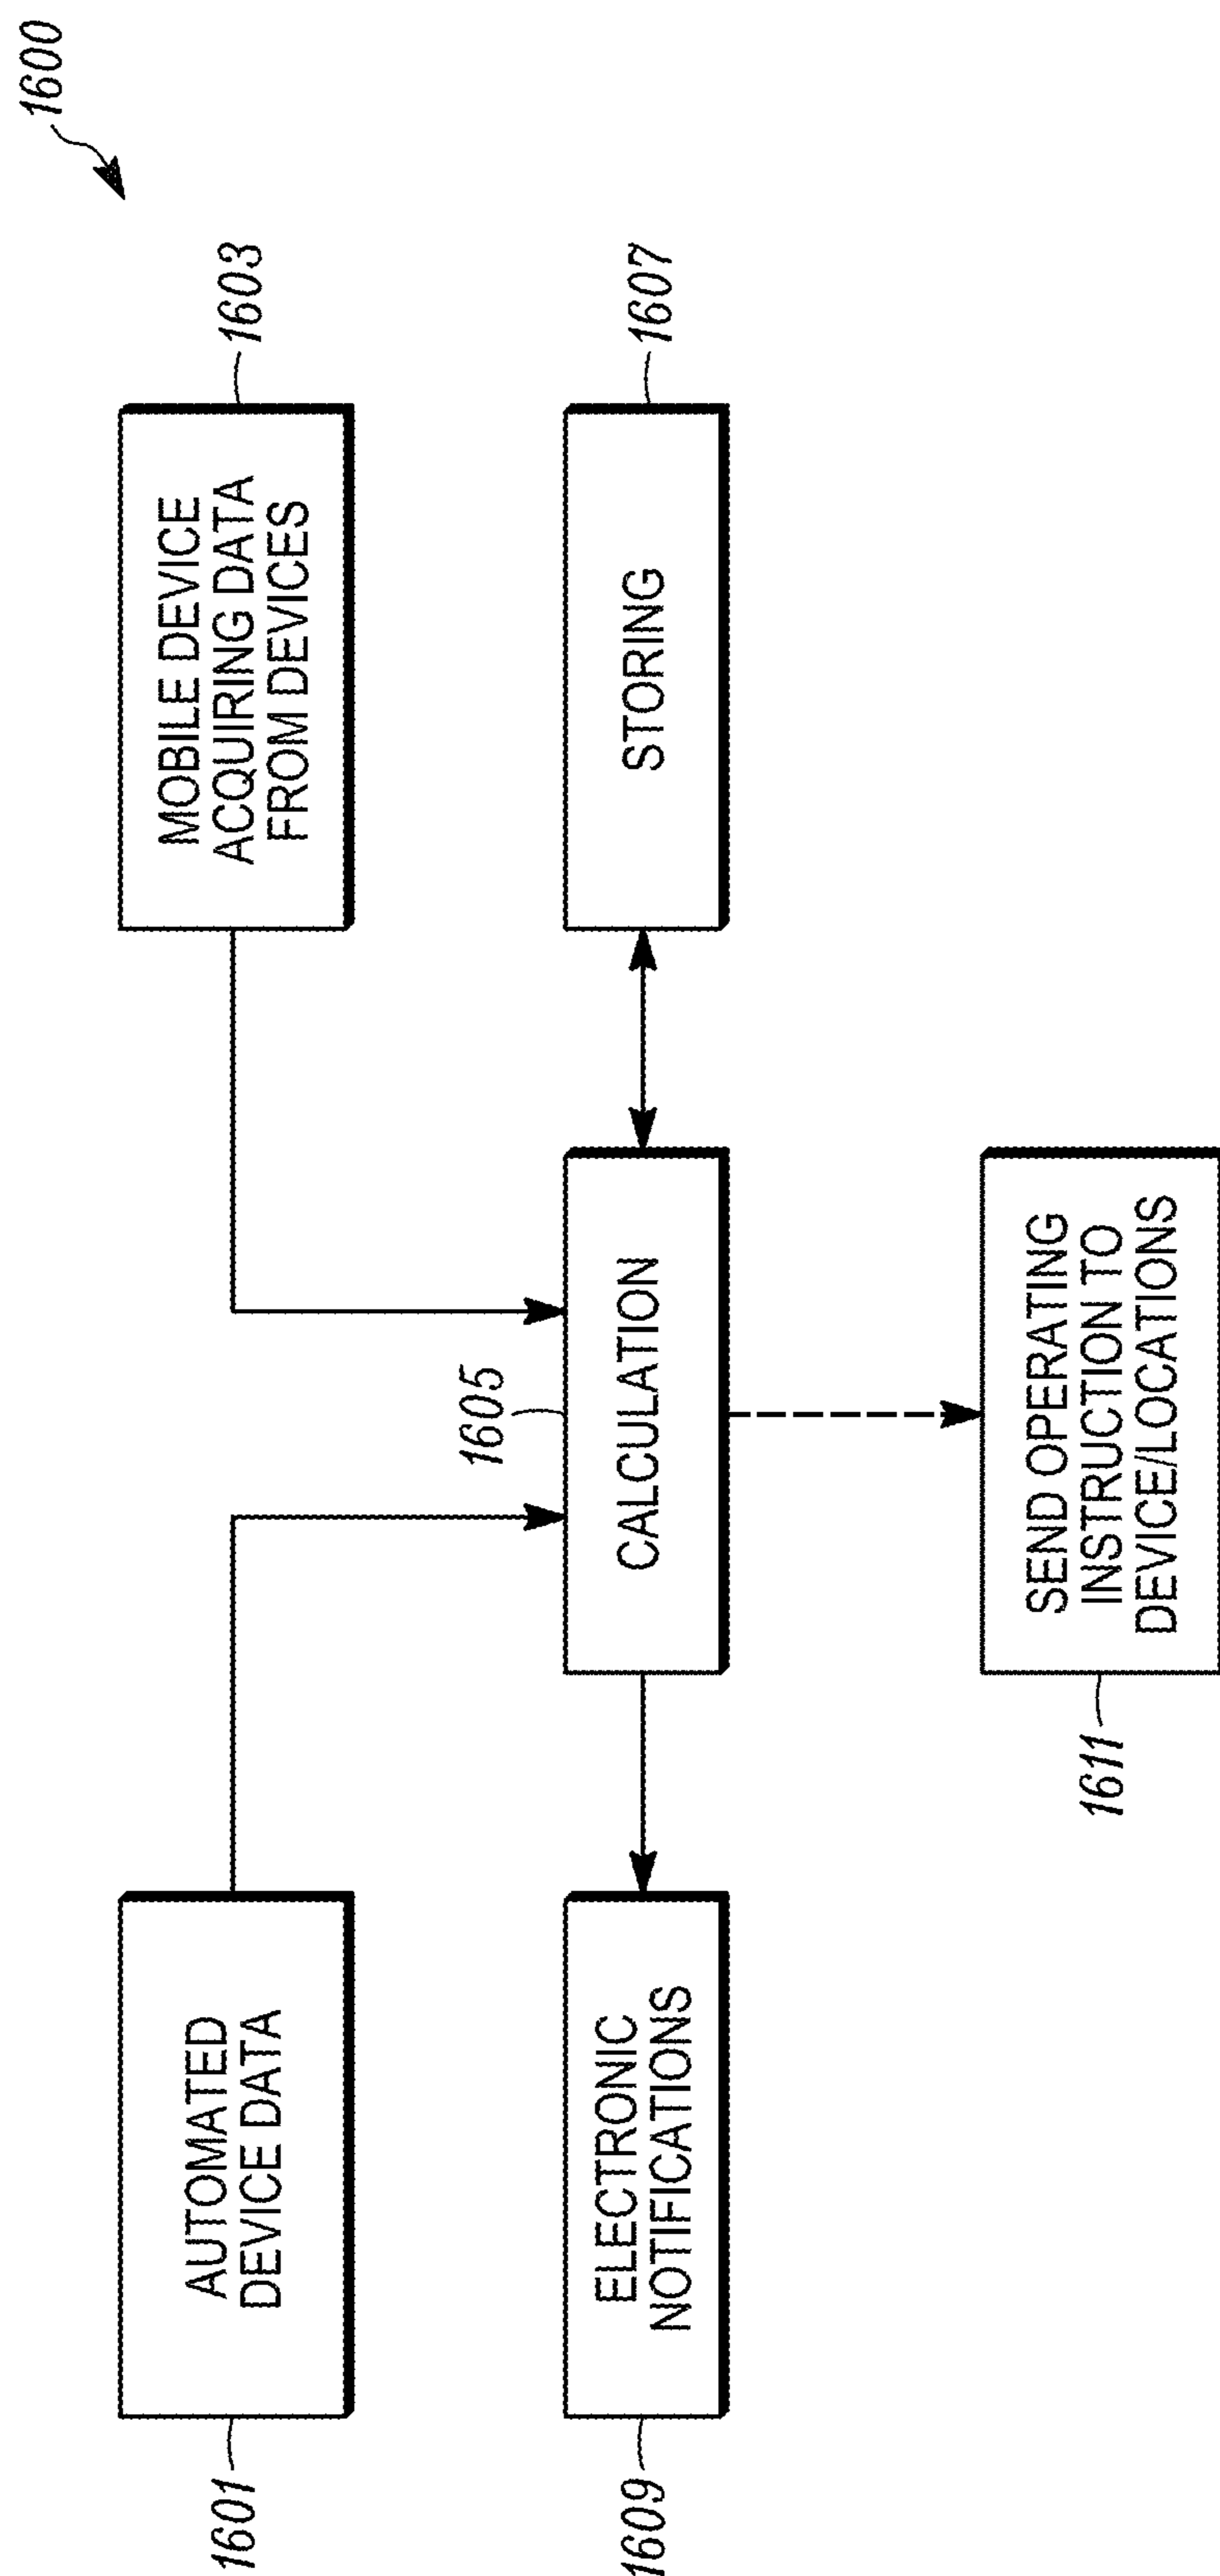 1600
AUTOMATED
DEVICE DATA
1601
MOBILE DEVICE
ACQUIRING DATA
FROM DEVICES
1603
1605
ELECTRONIC
NOTIFICATIONS
1609
CALCULATION
STORING
1607
SEND OPERATING
INSTRUCTION TO
DEVICE/LOCATIONS
1611